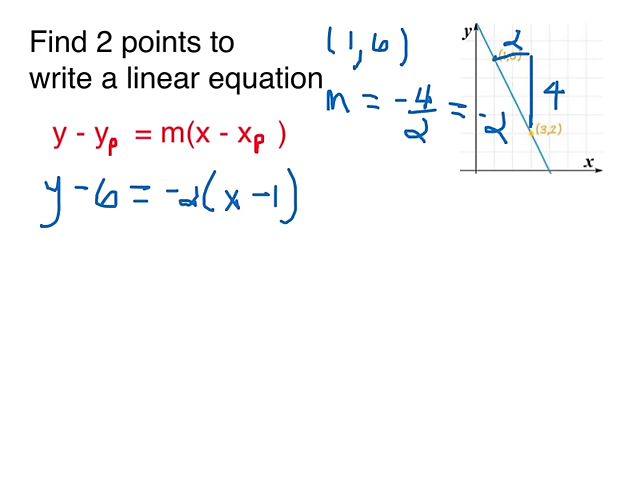 Find 2 points to
write a linear equation
y - yₚ = m(x - xₚ )
y - 6 = -2(x - 1)
(1, 6)
m = -4/2 = -2
y
2
4
(3,2)
x